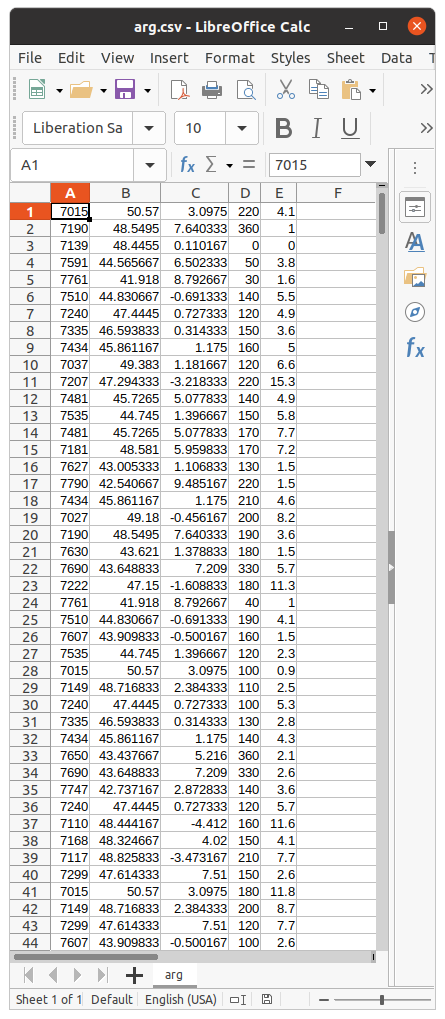 arg.csv - LibreOffice Calc
File Edit View Insert Format Styles Sheet Data T
Liberation Sa 10 B I U
A1 fx Σ = 7015
A B C D E F
1 7015 50.57 3.0975 220 4.1
2 7190 48.5495 7.640333 360 1
3 7139 48.4455 0.110167 0 0
4 7591 44.565667 6.502333 50 3.8
5 7761 41.918 8.792667 30 1.6
6 7510 44.830667 -0.691333 140 5.5
7 7240 47.4445 0.727333 120 4.9
8 7335 46.593833 0.314333 150 3.6
9 7434 45.861167 1.175 160 5
10 7037 49.383 1.181667 120 6.6
11 7207 47.294333 -3.218333 220 15.3
12 7481 45.7265 5.077833 140 4.9
13 7535 44.745 1.396667 150 5.8
14 7481 45.7265 5.077833 170 7.7
15 7181 48.581 5.959833 170 7.2
16 7627 43.005333 1.106833 130 1.5
17 7790 42.540667 9.485167 220 1.5
18 7434 45.861167 1.175 210 4.6
19 7027 49.18 -0.456167 200 8.2
20 7190 48.5495 7.640333 190 3.6
21 7630 43.621 1.378833 180 1.5
22 7690 43.648833 7.209 330 5.7
23 7222 47.15 -1.608833 180 11.3
24 7761 41.918 8.792667 40 1
25 7510 44.830667 -0.691333 190 4.1
26 7607 43.909833 -0.500167 160 1.5
27 7535 44.745 1.396667 120 2.3
28 7015 50.57 3.0975 100 0.9
29 7149 48.716833 2.384333 110 2.5
30 7240 47.4445 0.727333 100 5.3
31 7335 46.593833 0.314333 130 2.8
32 7434 45.861167 1.175 140 4.3
33 7650 43.437667 5.216 360 2.1
34 7690 43.648833 7.209 330 2.6
35 7747 42.737167 2.872833 140 3.6
36 7240 47.4445 0.727333 120 5.7
37 7110 48.444167 -4.412 160 11.6
38 7168 48.324667 4.02 150 4.1
39 7117 48.825833 -3.473167 210 7.7
40 7299 47.614333 7.51 150 2.6
41 7015 50.57 3.0975 180 11.8
42 7149 48.716833 2.384333 200 8.7
43 7299 47.614333 7.51 120 7.7
44 7607 43.909833 -0.500167 100 2.6
arg
Sheet 1 of 1 Default English (USA)